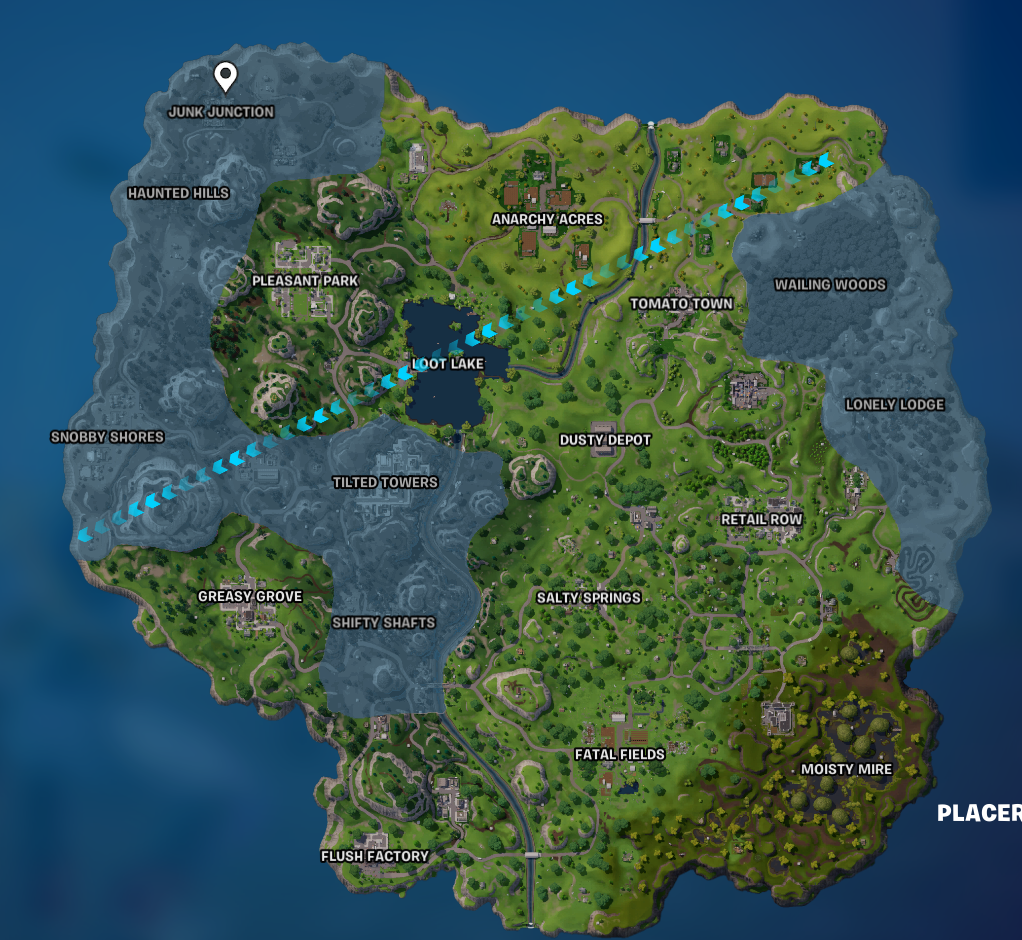 JUNK JUNCTION
HAUNTED HILLS
ANARCHY ACRES
PLEASANT PARK
WAILING WOODS
TOMATO TOWN
LOOT LAKE
LONELY LODGE
SNOBBY SHORES
DUSTY DEPOT
TILTED TOWERS
RETAIL ROW
GREASY GROVE
SALTY SPRINGS
SHIFTY SHAFTS
FATAL FIELDS
MOISTY MIRE
PLACER
FLUSH FACTORY